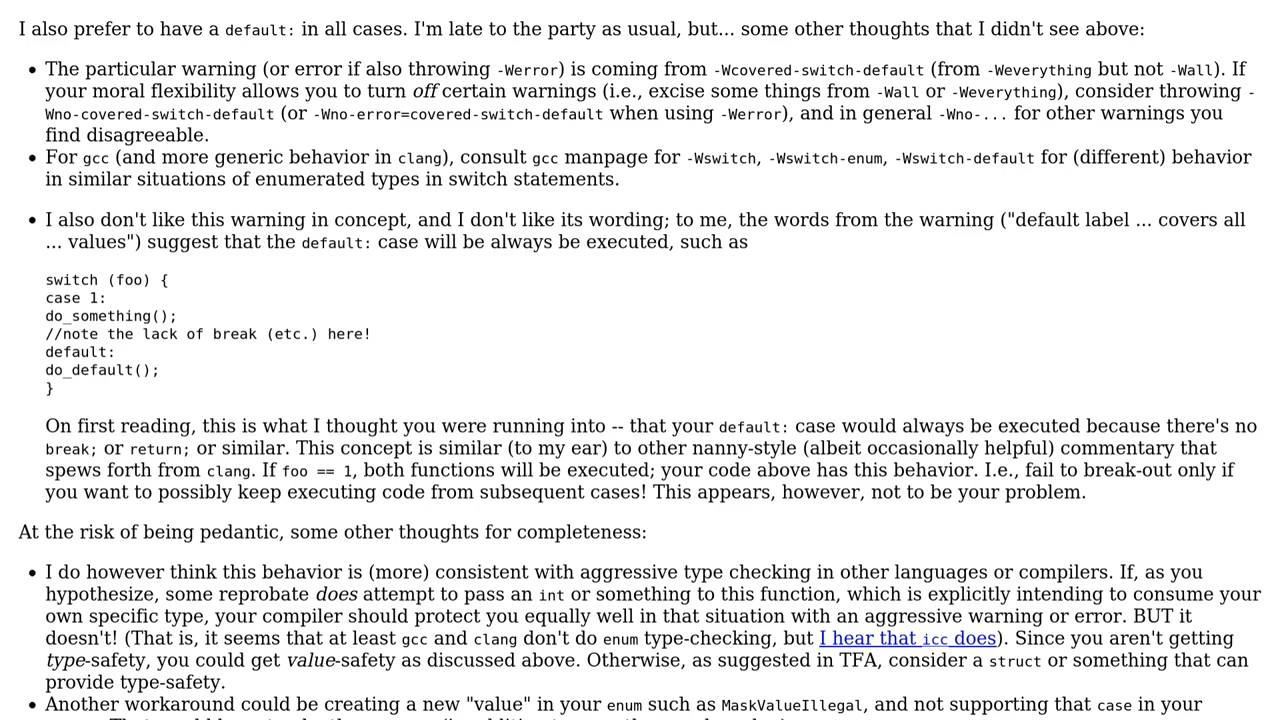 I also prefer to have a default: in all cases. I'm late to the party as usual, but... some other thoughts that I didn't see above:
• The particular warning (or error if also throwing -Werror) is coming from -Wcovered-switch-default (from -Weverything but not -Wall). If
your moral flexibility allows you to turn off certain warnings (i.e., excise some things from -Wall or -Weverything), consider throwing -
Wno-covered-switch-default (or -Wno-error=covered-switch-default when using -Werror), and in general -Wno-... for other warnings you
find disagreeable.
• For gcc (and more generic behavior in clang), consult gcc manpage for -Wswitch, -Wswitch-enum, -Wswitch-default for (different) behavior
in similar situations of enumerated types in switch statements.
• I also don't like this warning in concept, and I don't like its wording; to me, the words from the warning ("default label ... covers all
... values") suggest that the default: case will be always be executed, such as
switch (foo) {
case 1:
do_something();
//note the lack of break (etc.) here!
default:
do_default();
}
On first reading, this is what I thought you were running into -- that your default: case would always be executed because there's no
break; or return; or similar. This concept is similar (to my ear) to other nanny-style (albeit occasionally helpful) commentary that
spews forth from clang. If foo == 1, both functions will be executed; your code above has this behavior. I.e., fail to break-out only if
you want to possibly keep executing code from subsequent cases! This appears, however, not to be your problem.
At the risk of being pedantic, some other thoughts for completeness:
• I do however think this behavior is (more) consistent with aggressive type checking in other languages or compilers. If, as you
hypothesize, some reprobate does attempt to pass an int or something to this function, which is explicitly intending to consume your
own specific type, your compiler should protect you equally well in that situation with an aggressive warning or error. BUT it
doesn't! (That is, it seems that at least gcc and clang don't do enum type-checking, but I hear that icc does). Since you aren't getting
type-safety, you could get value-safety as discussed above. Otherwise, as suggested in TFA, consider a struct or something that can
provide type-safety.
• Another workaround could be creating a new "value" in your enum such as MaskValueIllegal, and not supporting that case in your